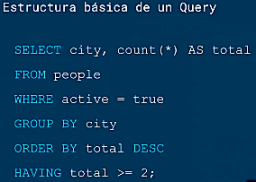 Estructura básica de un Query
SELECT city, count(*) AS total
FROM people
WHERE active = true
GROUP BY city
ORDER BY total DESC
HAVING total >= 2;